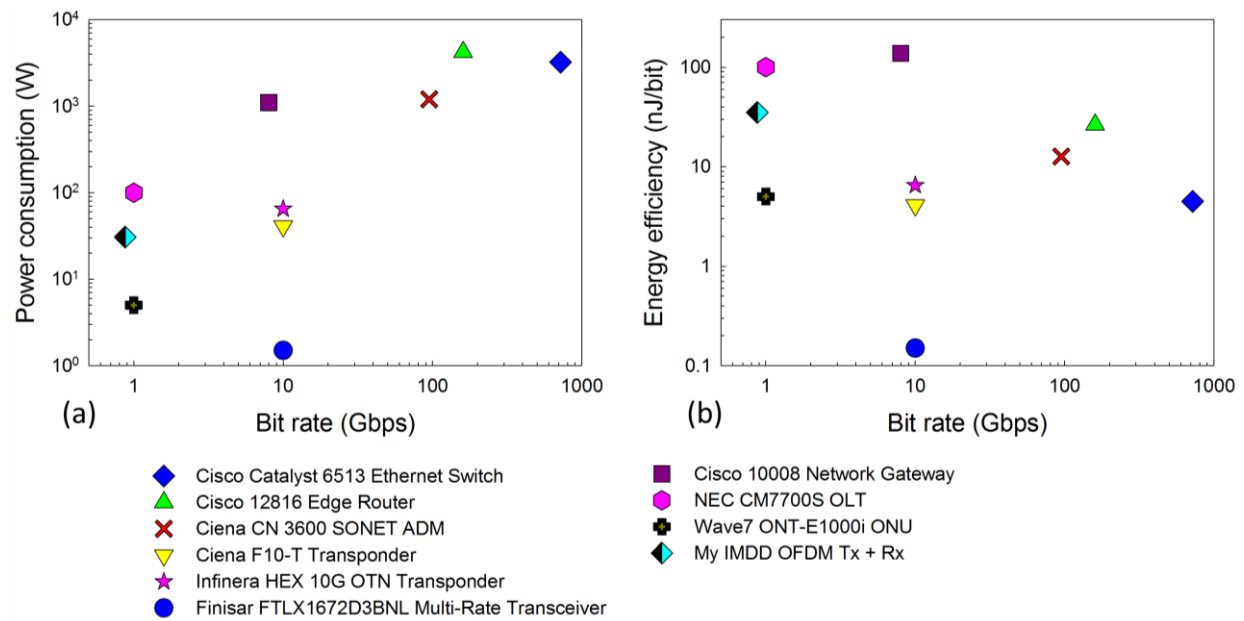 Power consumption (W)
10⁴
10³
10²
10¹
10⁰
1 10 100 1000
(a)
Bit rate (Gbps)
Energy efficiency (nJ/bit)
100
10
1
0.1
1 10 100 1000
(b)
Bit rate (Gbps)
Cisco Catalyst 6513 Ethernet Switch
Cisco 12816 Edge Router
Ciena CN 3600 SONET ADM
Ciena F10-T Transponder
Infinera HEX 10G OTN Transponder
Finisar FTLX1672D3BNL Multi-Rate Transceiver
Cisco 10008 Network Gateway
NEC CM7700S OLT
Wave7 ONT-E1000i ONU
My IMDD OFDM Tx + Rx